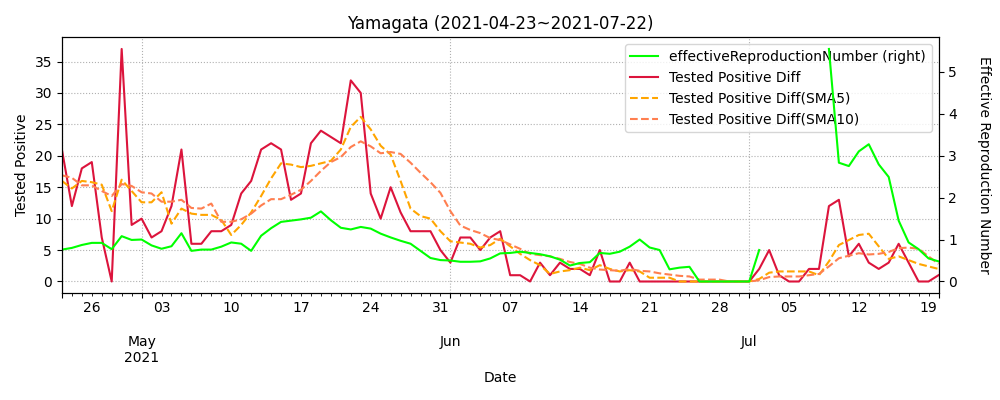 Yamagata (2021-04-23~2021-07-22)
effectiveReproductionNumber (right)
Tested Positive Diff
Tested Positive Diff(SMA5)
Tested Positive Diff(SMA10)
Tested Positive
35
30
25
20
15
10
5
0
Effective Reproduction Number
5
4
3
2
1
0
26 03 10 17 24 31 07 14 21 28 05 12 19
May Jun Jul
2021
Date